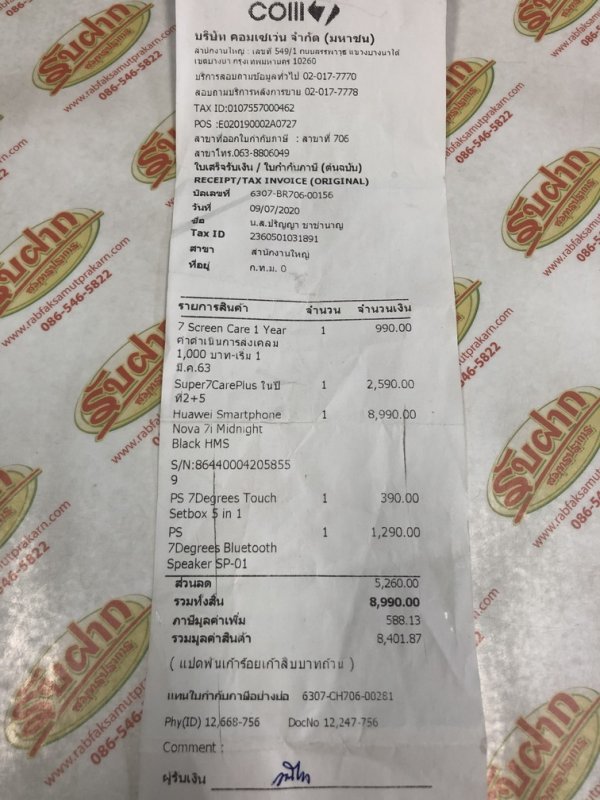 COM7
บริษัท คอมเซเว่น จำกัด (มหาชน)
สำนักงานใหญ่ : เลขที่ 549/1 ถนนสรรพาวุธ แขวงบางนาใต้
เขตบางนา กรุงเทพมหานคร 10260
บริการสอบถามข้อมูลทั่วไป 02-017-7770
สอบถามบริการหลังการขาย 02-017-7778
TAX ID:0107557000462
POS :E020190002A0727
สาขาที่ออกใบกำกับภาษี : สาขาที่ 706
สาขาโทร.063-8806049
ใบเสร็จรับเงิน / ใบกำกับภาษี (ต้นฉบับ)
RECEIPT/TAX INVOICE (ORIGINAL)
บิลเลขที่ 6307-BR706-00156
วันที่ 09/07/2020
ชื่อ น.ส.ปริญญา ชาชำนาญ
Tax ID 2360501031891
สาขา สำนักงานใหญ่
ที่อยู่ ก.ท.ม. 0
รายการสินค้า จำนวน จำนวนเงิน
7 Screen Care 1 Year 1 990.00
ค่าดำเนินการส่งเคลม
1,000 บาท-เริ่ม 1
มี.ค.63
Super7CarePlus ในปี 1 2,590.00
ที่2+5
Huawei Smartphone 1 8,990.00
Nova 7i Midnight
Black HMS
S/N:86440004205855
9
PS 7Degrees Touch 1 390.00
Setbox 5 in 1
PS 1 1,290.00
7Degrees Bluetooth
Speaker SP-01
ส่วนลด 5,260.00
รวมทั้งสิ้น 8,990.00
ภาษีมูลค่าเพิ่ม 588.13
รวมมูลค่าสินค้า 8,401.87
( แปดพันเก้าร้อยเก้าสิบบาทถ้วน )
แทนใบกำกับภาษีอย่างย่อ 6307-CH706-00281
Phy(ID) 12,668-756 DocNo 12,247-756
Comment :
ผู้รับเงิน
รับฝาก
www.rabfaksamutprakarn.com
086-546-5822